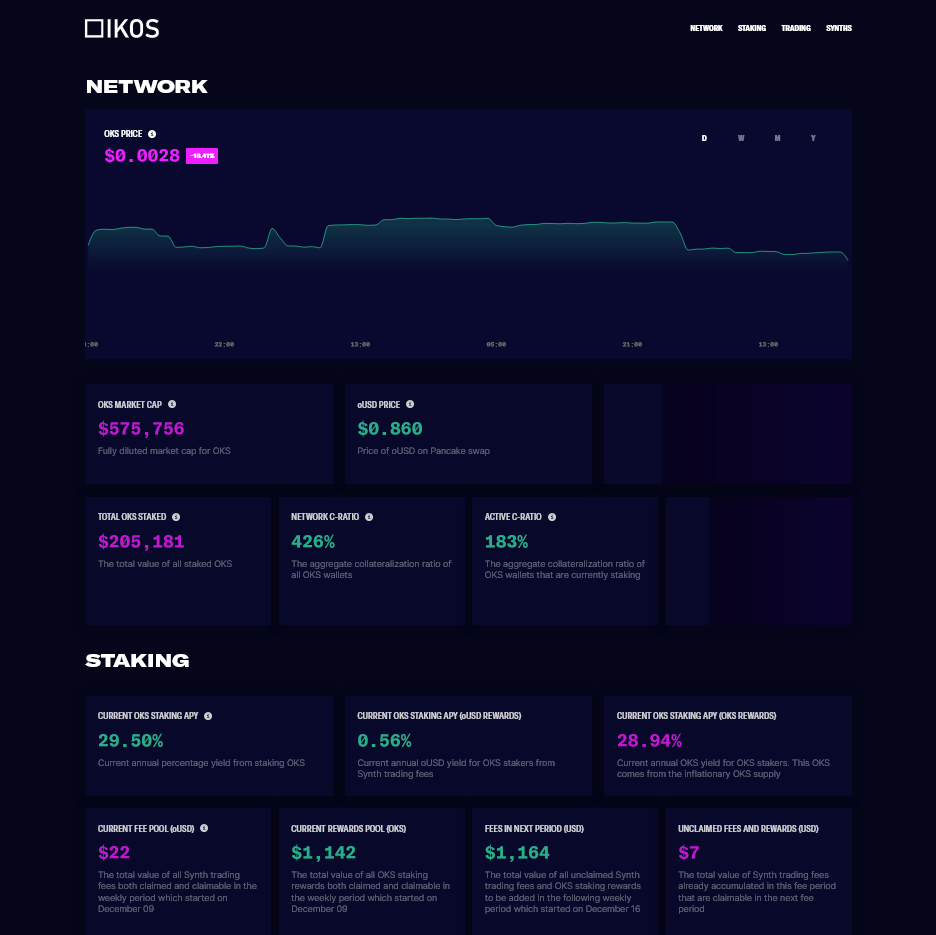 OIKOS
NETWORK STAKING TRADING SYNTHS
NETWORK
OKS PRICE
$0.0028 -18.41%
D W M Y
:00 22:00 13:00 05:00 21:00 13:00
OKS MARKET CAP
$575,756
Fully diluted market cap for OKS
oUSD PRICE
$0.860
Price of oUSD on Pancake swap
TOTAL OKS STAKED
$205,181
The total value of all staked OKS
NETWORK C-RATIO
426%
The aggregate collateralization ratio of
all OKS wallets
ACTIVE C-RATIO
183%
The aggregate collateralization ratio of
OKS wallets that are currently staking
STAKING
CURRENT OKS STAKING APY
29.50%
Current annual percentage yield from staking OKS
CURRENT OKS STAKING APY (oUSD REWARDS)
0.56%
Current annual oUSD yield for OKS stakers from
Synth trading fees
CURRENT OKS STAKING APY (OKS REWARDS)
28.94%
Current annual OKS yield for OKS stakers. This OKS
comes from the inflationary OKS supply
CURRENT FEE POOL (oUSD)
$22
The total value of all Synth trading
fees both claimed and claimable in the
weekly period which started on
December 09
CURRENT REWARDS POOL (OKS)
$1,142
The total value of all OKS staking
rewards both claimed and claimable in
the weekly period which started on
December 09
FEES IN NEXT PERIOD (USD)
$1,164
The total value of all unclaimed Synth
trading fees and OKS staking rewards
to be added in the following weekly
period which started on December 16
UNCLAIMED FEES AND REWARDS (USD)
$7
The total value of Synth trading fees
already accumulated in this fee period
that are claimable in the next fee
period